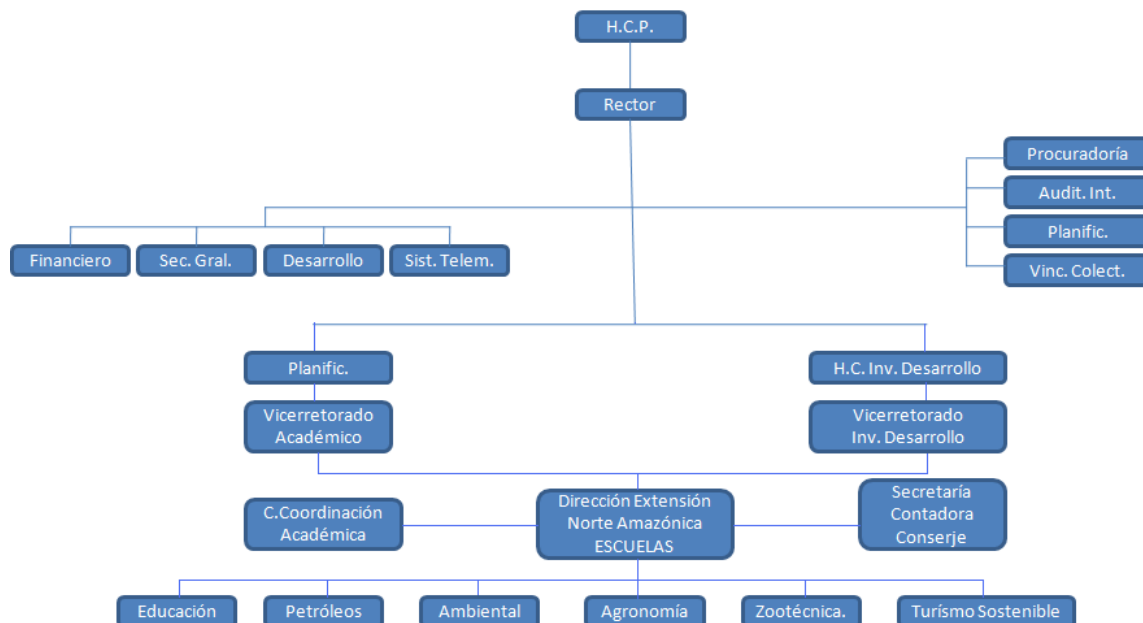 H.C.P.
Rector
Procuradoría
Audit. Int.
Planific.
Vinc. Colect.
Financiero
Sec. Gral.
Desarrollo
Sist. Telem.
Planific.
H.C. Inv. Desarrollo
Vicerretorado
Académico
Vicerretorado
Inv. Desarrollo
C.Coordinación
Académica
Dirección Extensión
Norte Amazónica
ESCUELAS
Secretaría
Contadora
Conserje
Educación
Petróleos
Ambiental
Agronomía
Zootécnica.
Turísmo Sostenible